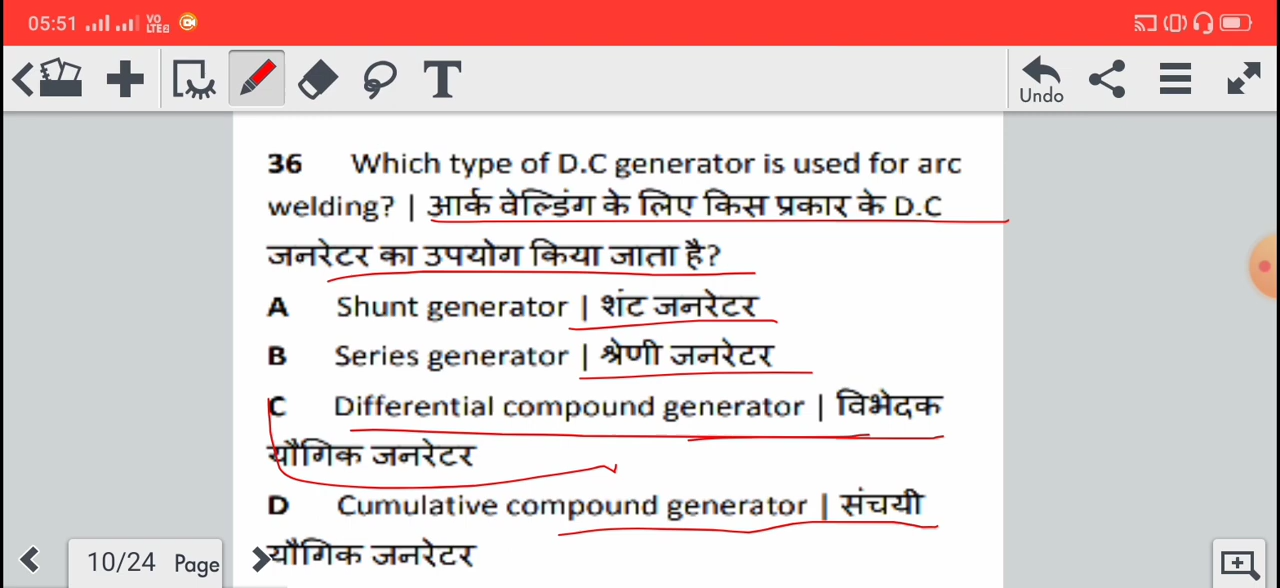 05:51 VO LTE2
Undo
36 Which type of D.C generator is used for arc
welding? | आर्क वेल्डिंग के लिए किस प्रकार के D.C
जनरेटर का उपयोग किया जाता है?
A Shunt generator | शंट जनरेटर
B Series generator | श्रेणी जनरेटर
C Differential compound generator | विभेदक
यौगिक जनरेटर
D Cumulative compound generator | संचयी
यौगिक जनरेटर
10/24 Page